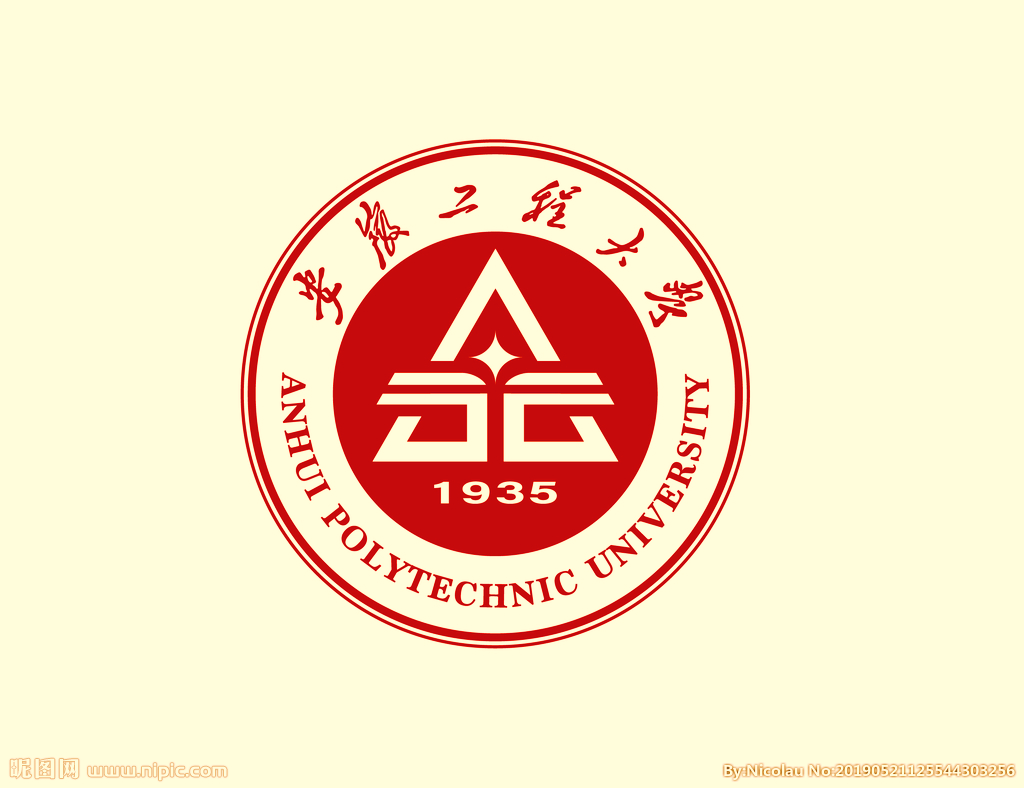 安徽工程大学
1935
ANHUI POLYTECHNIC UNIVERSITY
昵图网 www.nipic.com
By:Nicolau No:20190521125544303256